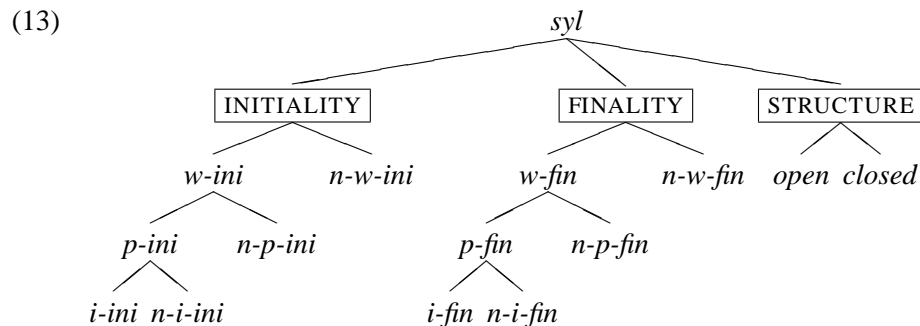 (13) syl
INITIALITY FINALITY STRUCTURE
w-ini n-w-ini w-fin n-w-fin open closed
p-ini n-p-ini p-fin n-p-fin
i-ini n-i-ini i-fin n-i-fin